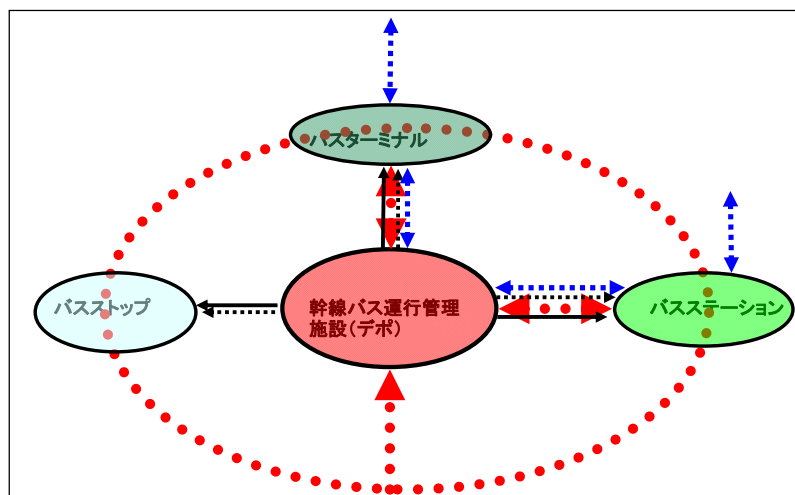 バスターミナル
バスストップ
幹線バス運行管理
施設(デポ)
バスステーション